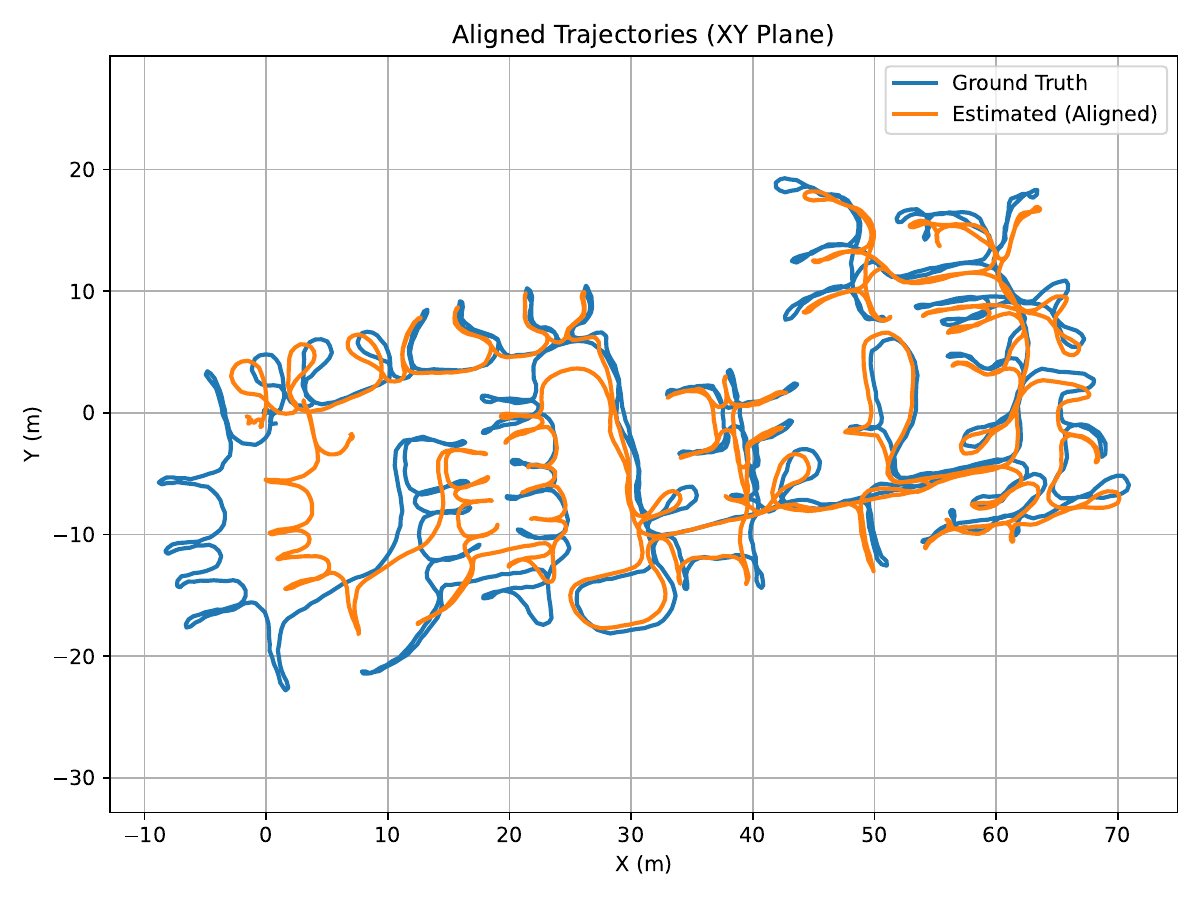 Aligned Trajectories (XY Plane)
Ground Truth
Estimated (Aligned)
Y (m)
20
10
0
−10
−20
−30
−10 0 10 20 30 40 50 60 70
X (m)